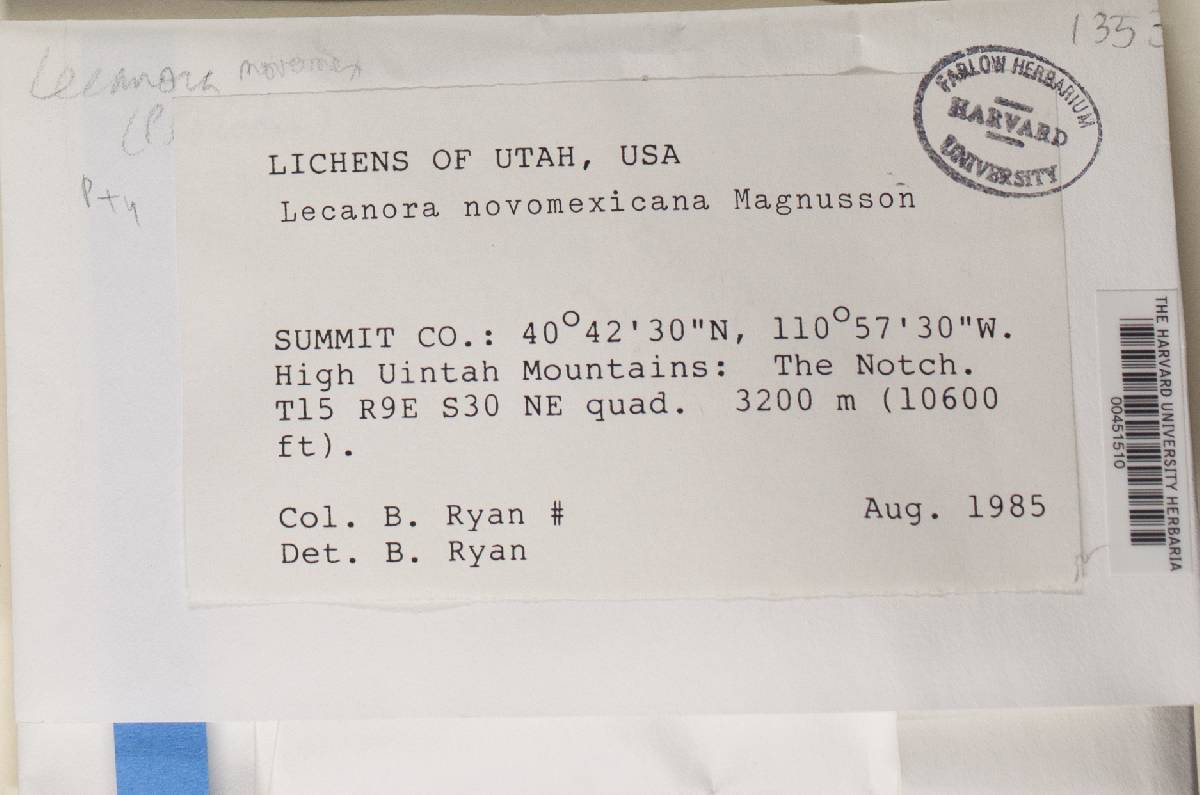 Lecanora novomex
1353
(P)
P+y
FARLOW HERBARIUM
HARVARD
UNIVERSITY
LICHENS OF UTAH, USA
Lecanora novomexicana Magnusson
SUMMIT CO.: 40°42'30"N, 110°57'30"W.
High Uintah Mountains: The Notch.
T15 R9E S30 NE quad. 3200 m (10600
ft).
Col. B. Ryan # Aug. 1985
Det. B. Ryan
THE HARVARD UNIVERSITY HERBARIA
00451510